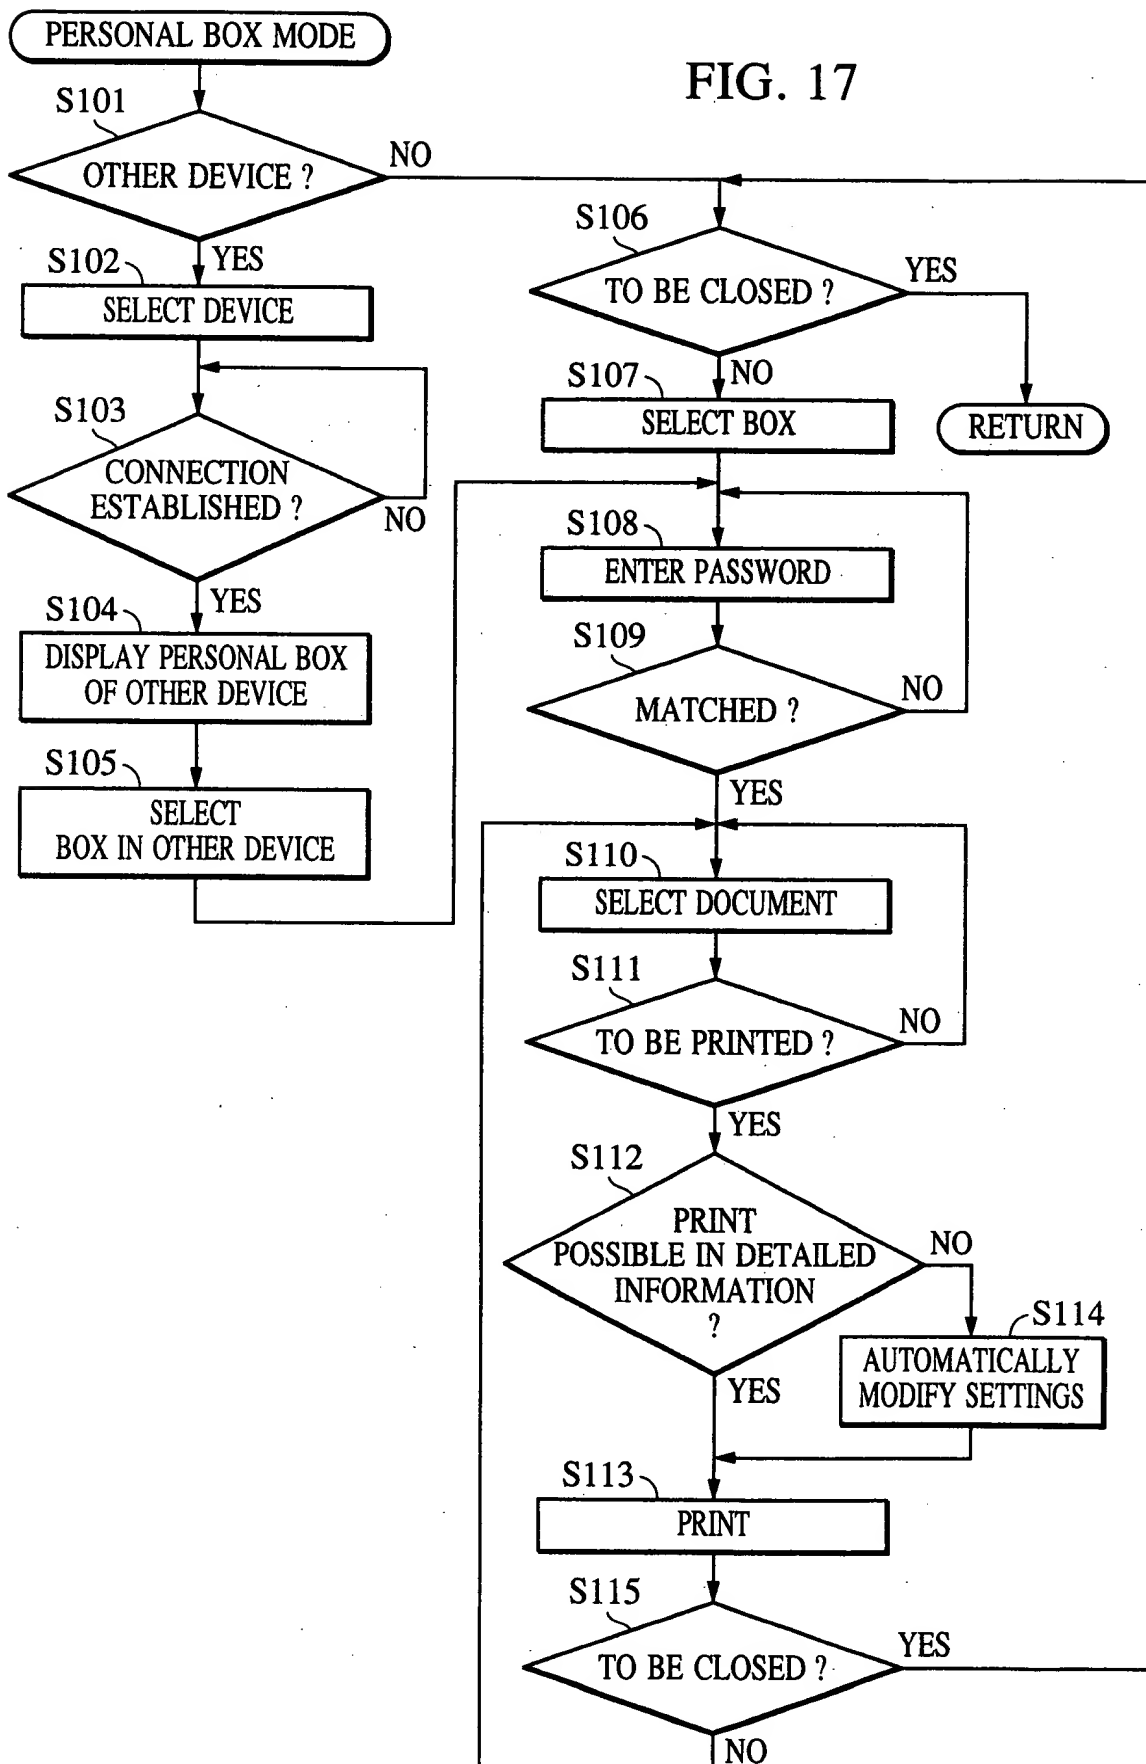 PERSONAL BOX MODE
FIG. 17
S101
OTHER DEVICE ?
NO
YES
S102
SELECT DEVICE
S103
CONNECTION
ESTABLISHED ?
NO
YES
S104
DISPLAY PERSONAL BOX
OF OTHER DEVICE
S105
SELECT
BOX IN OTHER DEVICE
S106
TO BE CLOSED ?
YES
RETURN
NO
S107
SELECT BOX
S108
ENTER PASSWORD
S109
MATCHED ?
NO
YES
S110
SELECT DOCUMENT
S111
TO BE PRINTED ?
NO
YES
S112
PRINT
POSSIBLE IN DETAILED
INFORMATION
?
NO
S114
AUTOMATICALLY
MODIFY SETTINGS
YES
S113
PRINT
S115
TO BE CLOSED ?
YES
NO